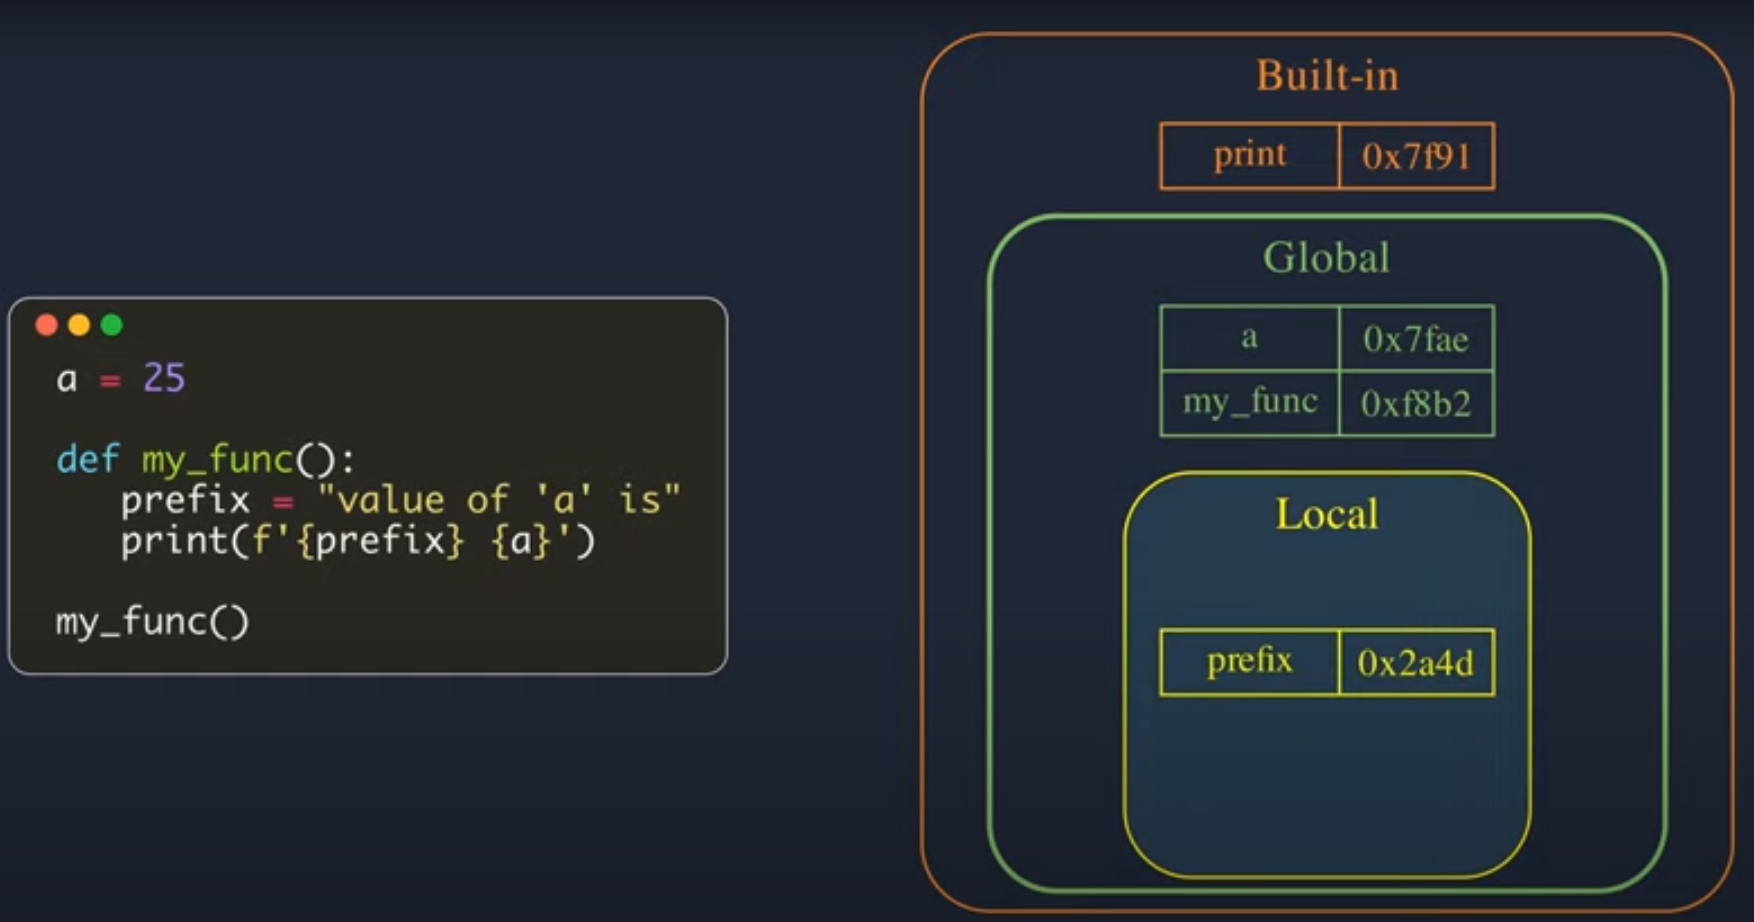 a = 25
def my_func():
prefix = "value of 'a' is"
print(f'{prefix} {a}')
my_func()
Built-in
print 0x7f91
Global
a 0x7fae
my_func 0xf8b2
Local
prefix 0x2a4d